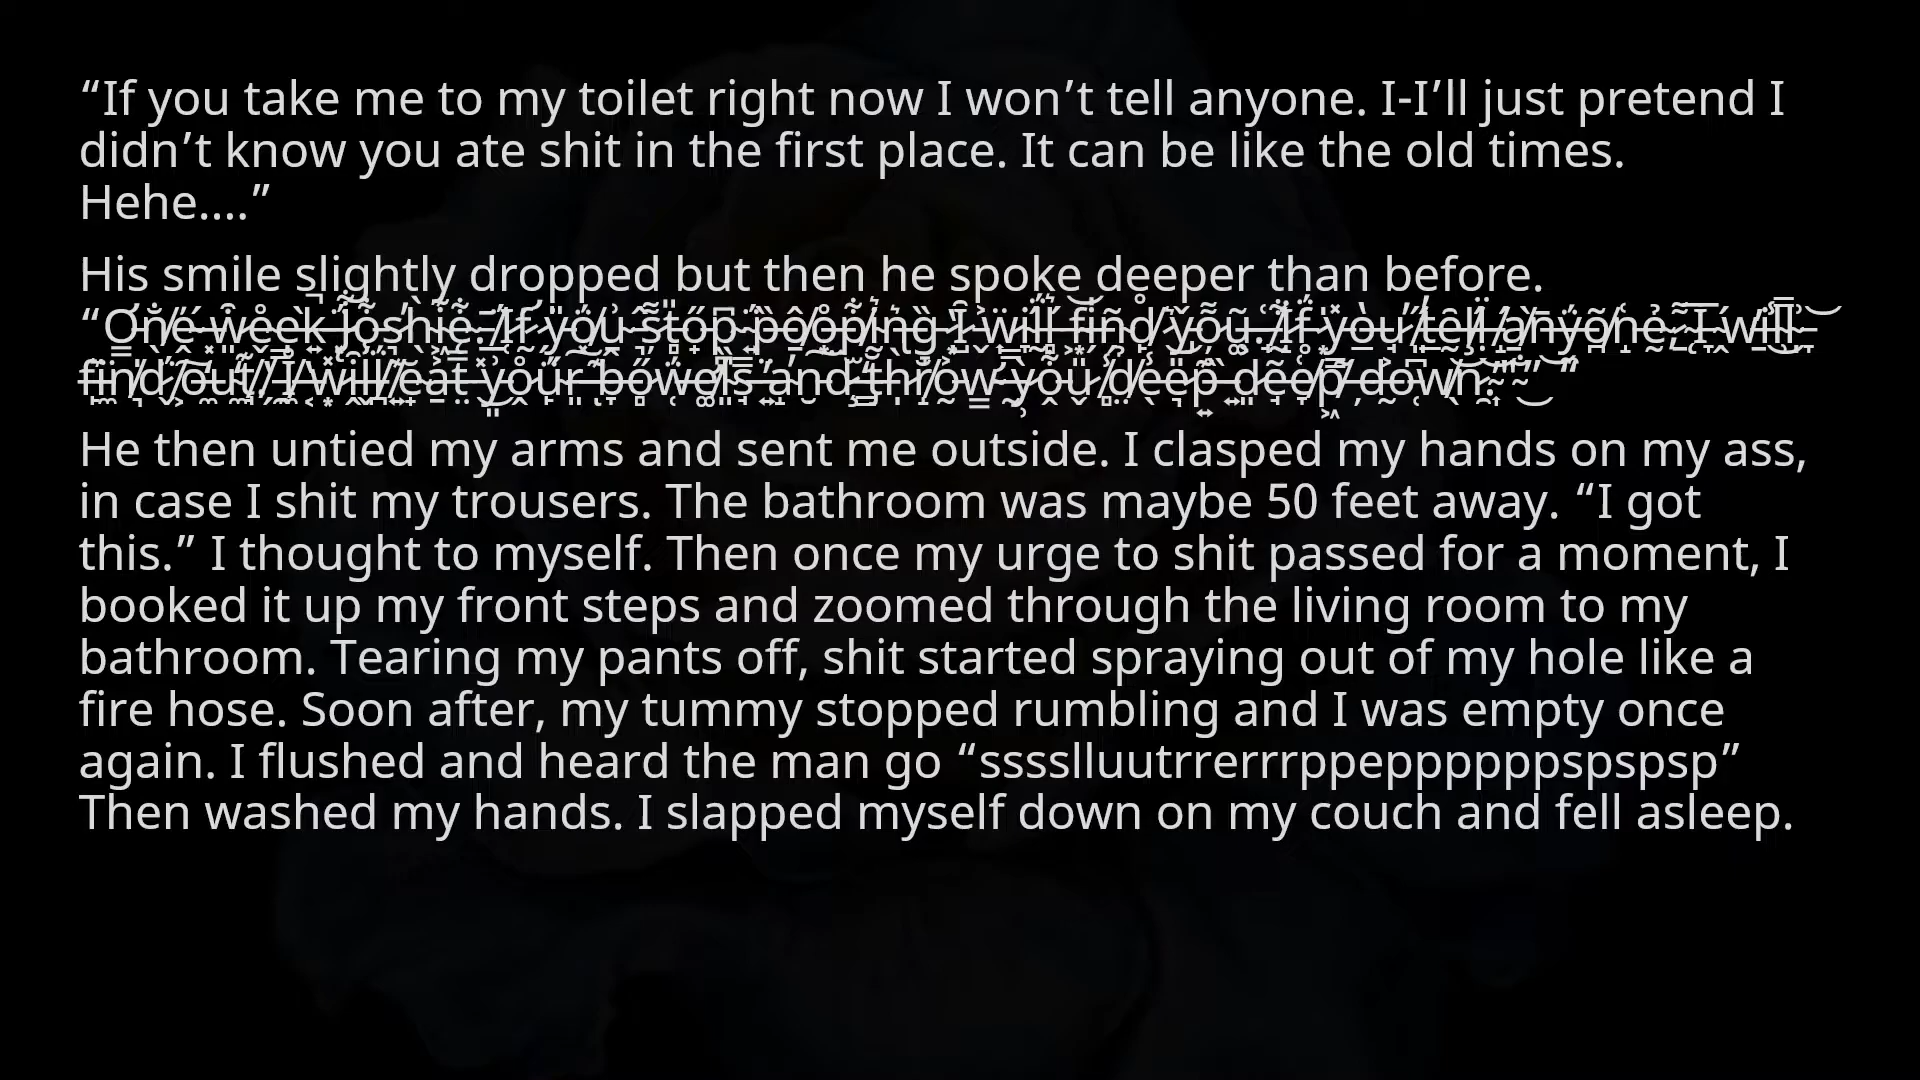 “If you take me to my toilet right now I won’t tell anyone. I-I’ll just pretend I
didn’t know you ate shit in the first place. It can be like the old times.
Hehe....”
His smile slightly dropped but then he spoke deeper than before.
“One week Joshie. If you stop pooping I will find you. If you tell anyone. I will
find out. I will eat your bowels and throw you deep deep down.” ”
He then untied my arms and sent me outside. I clasped my hands on my ass,
in case I shit my trousers. The bathroom was maybe 50 feet away. “I got
this.” I thought to myself. Then once my urge to shit passed for a moment, I
booked it up my front steps and zoomed through the living room to my
bathroom. Tearing my pants off, shit started spraying out of my hole like a
fire hose. Soon after, my tummy stopped rumbling and I was empty once
again. I flushed and heard the man go “sssslluutrrerrrppeppppppspspsp”
Then washed my hands. I slapped myself down on my couch and fell asleep.